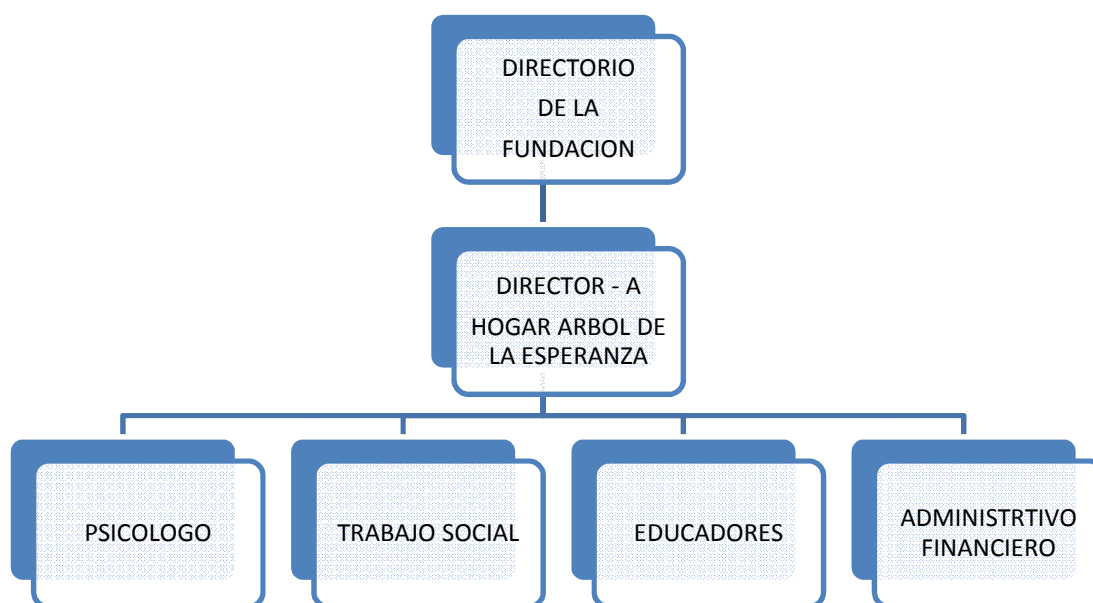 DIRECTORIO
DE LA
FUNDACION
DIRECTOR - A
HOGAR ARBOL DE
LA ESPERANZA
PSICOLOGO
TRABAJO SOCIAL
EDUCADORES
ADMINISTRTIVO
FINANCIERO